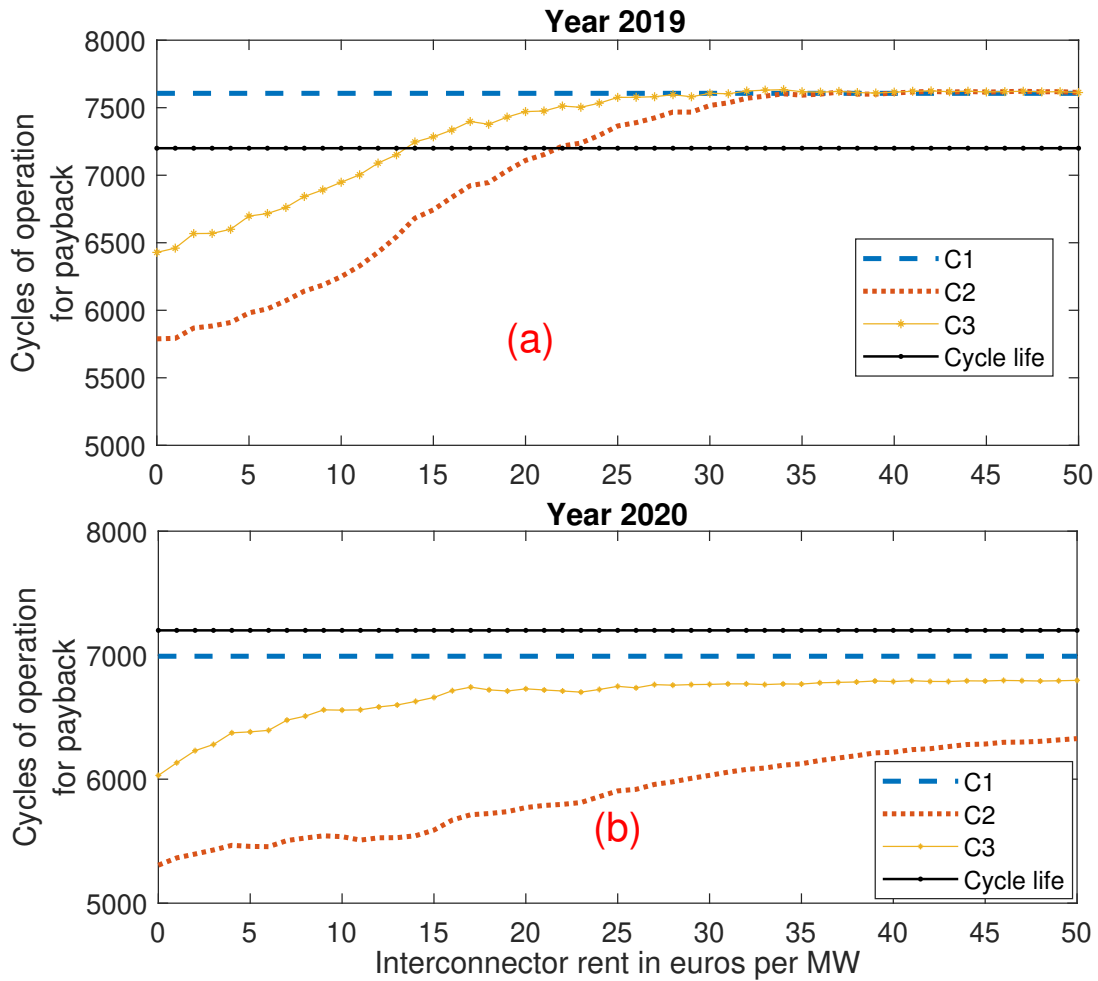 Year 2019
8000
7500
7000
6500
6000
5500
5000
Cycles of operation
for payback
C1
C2
C3
Cycle life
(a)
0 5 10 15 20 25 30 35 40 45 50
Year 2020
8000
7000
6000
5000
Cycles of operation
for payback
C1
C2
C3
Cycle life
(b)
0 5 10 15 20 25 30 35 40 45 50
Interconnector rent in euros per MW